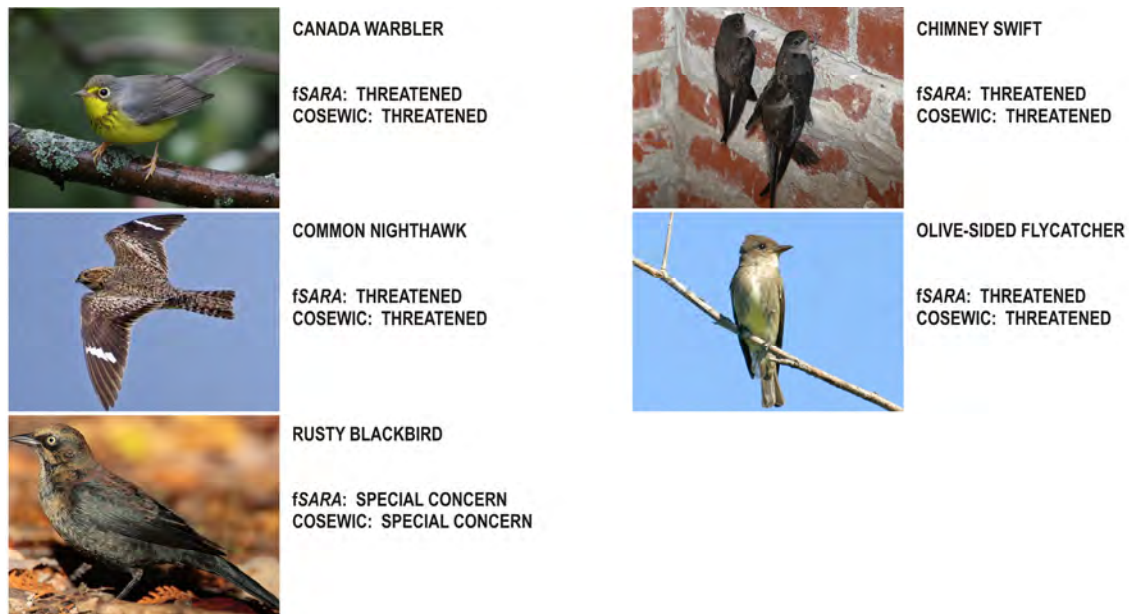 CANADA WARBLER
fSARA: THREATENED
COSEWIC: THREATENED
CHIMNEY SWIFT
fSARA: THREATENED
COSEWIC: THREATENED
COMMON NIGHTHAWK
fSARA: THREATENED
COSEWIC: THREATENED
OLIVE-SIDED FLYCATCHER
fSARA: THREATENED
COSEWIC: THREATENED
RUSTY BLACKBIRD
fSARA: SPECIAL CONCERN
COSEWIC: SPECIAL CONCERN